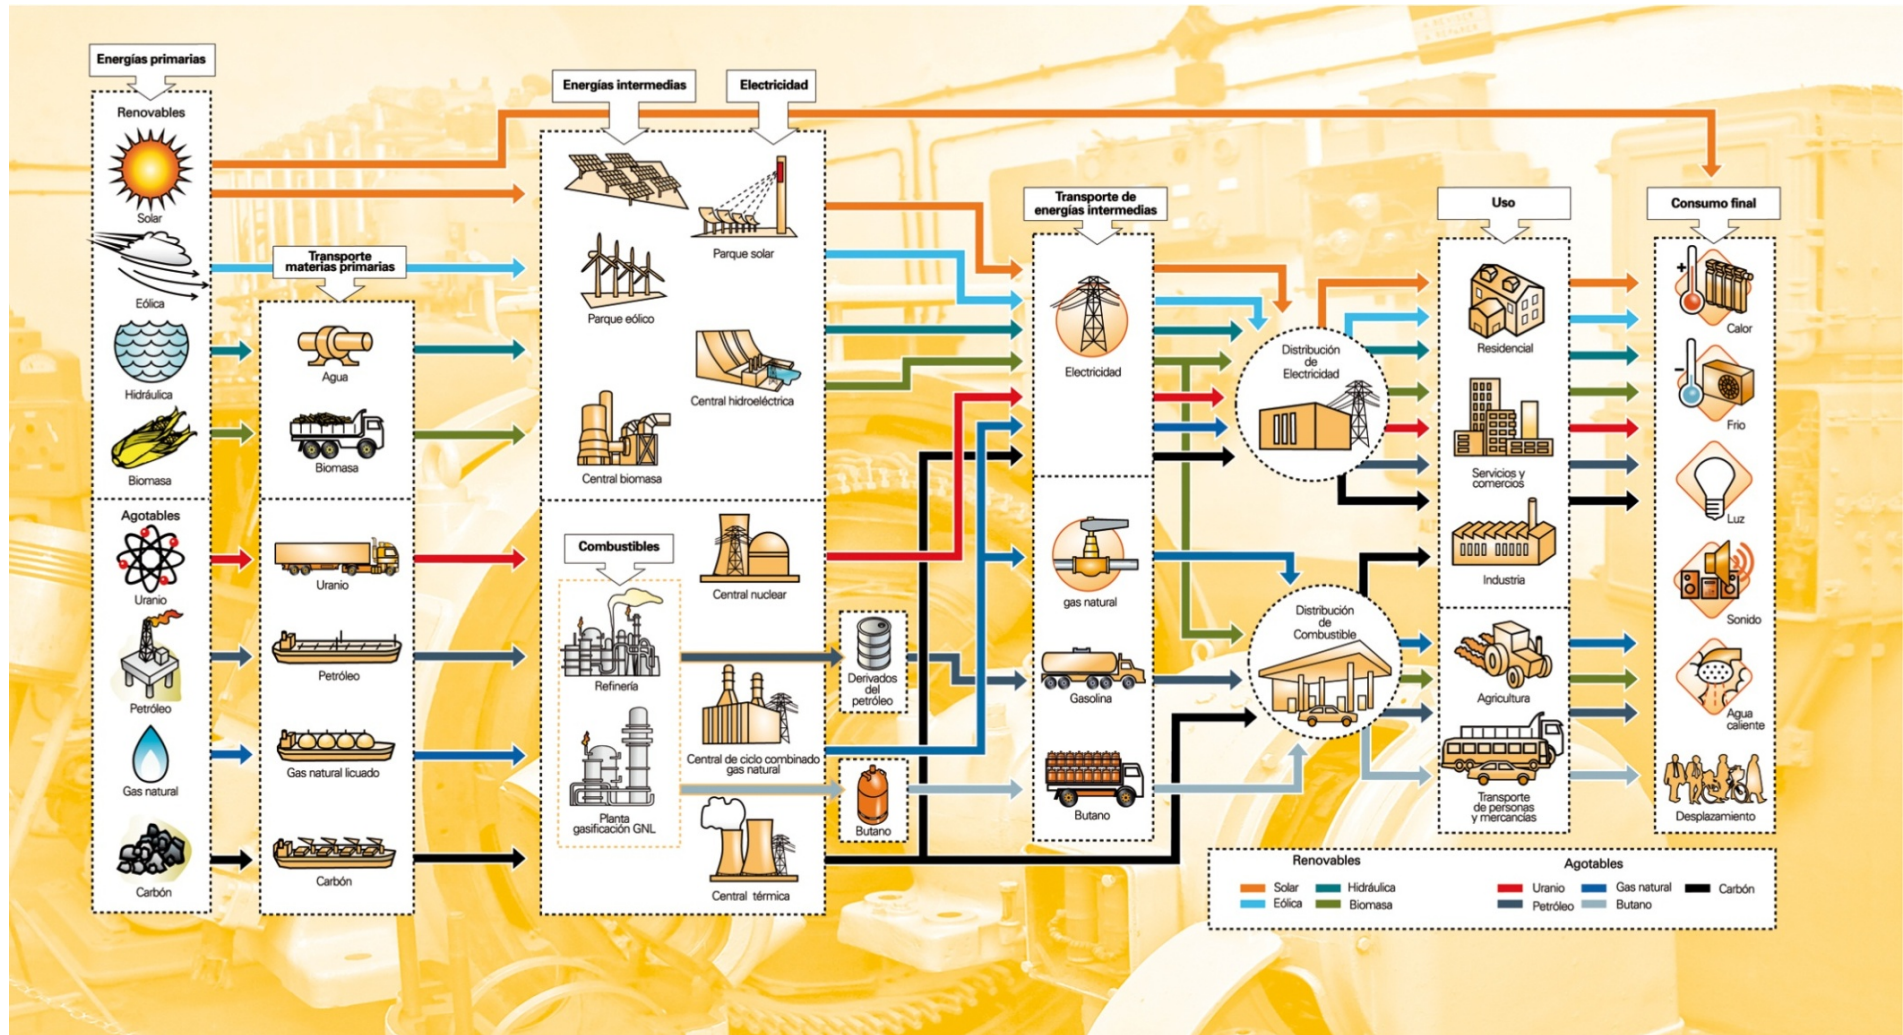 Energías primarias
Renovables
Solar
Eólica
Hidráulica
Biomasa
Agotables
Uranio
Petróleo
Gas natural
Carbón
Transporte
materias primarias
Agua
Biomasa
Uranio
Petróleo
Gas natural licuado
Carbón
Energías intermedias
Electricidad
Parque solar
Parque eólico
Central hidroeléctrica
Central biomasa
Combustibles
Central nuclear
Refinería
Central de ciclo combinado
gas natural
Planta
gasificación GNL
Central térmica
Derivados
del
petróleo
Butano
Transporte de
energías intermedias
Electricidad
gas natural
Gasolina
Butano
Distribución
de
Electricidad
Distribución
de
Combustible
Uso
Residencial
Servicios y
comercios
Industria
Agricultura
Transporte
de personas
y mercancías
Consumo final
Calor
Frio
Luz
Sonido
Agua
caliente
Desplazamiento
Renovables
Solar
Hidráulica
Eólica
Biomasa
Agotables
Uranio
Gas natural
Carbón
Petróleo
Butano